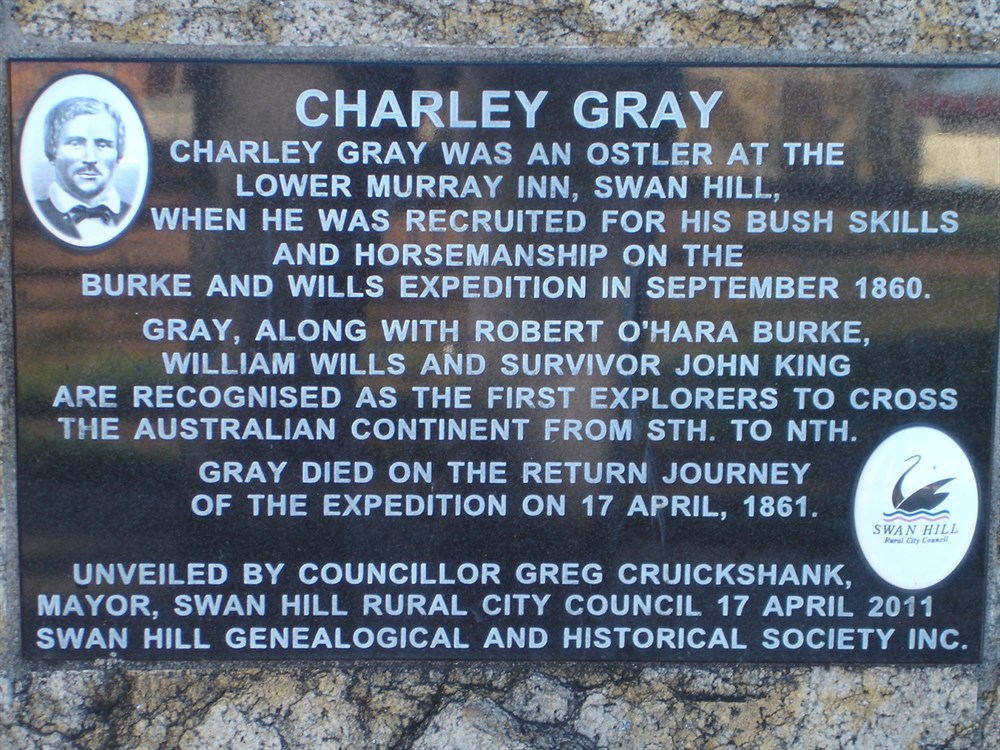 CHARLEY GRAY
CHARLEY GRAY WAS AN OSTLER AT THE
LOWER MURRAY INN, SWAN HILL,
WHEN HE WAS RECRUITED FOR HIS BUSH SKILLS
AND HORSEMANSHIP ON THE
BURKE AND WILLS EXPEDITION IN SEPTEMBER 1860.
GRAY, ALONG WITH ROBERT O'HARA BURKE,
WILLIAM WILLS AND SURVIVOR JOHN KING
ARE RECOGNISED AS THE FIRST EXPLORERS TO CROSS
THE AUSTRALIAN CONTINENT FROM STH. TO NTH.
GRAY DIED ON THE RETURN JOURNEY
OF THE EXPEDITION ON 17 APRIL, 1861.
SWAN HILL
Rural City Council
UNVEILED BY COUNCILLOR GREG CRUICKSHANK,
MAYOR, SWAN HILL RURAL CITY COUNCIL 17 APRIL 2011
SWAN HILL GENEALOGICAL AND HISTORICAL SOCIETY INC.